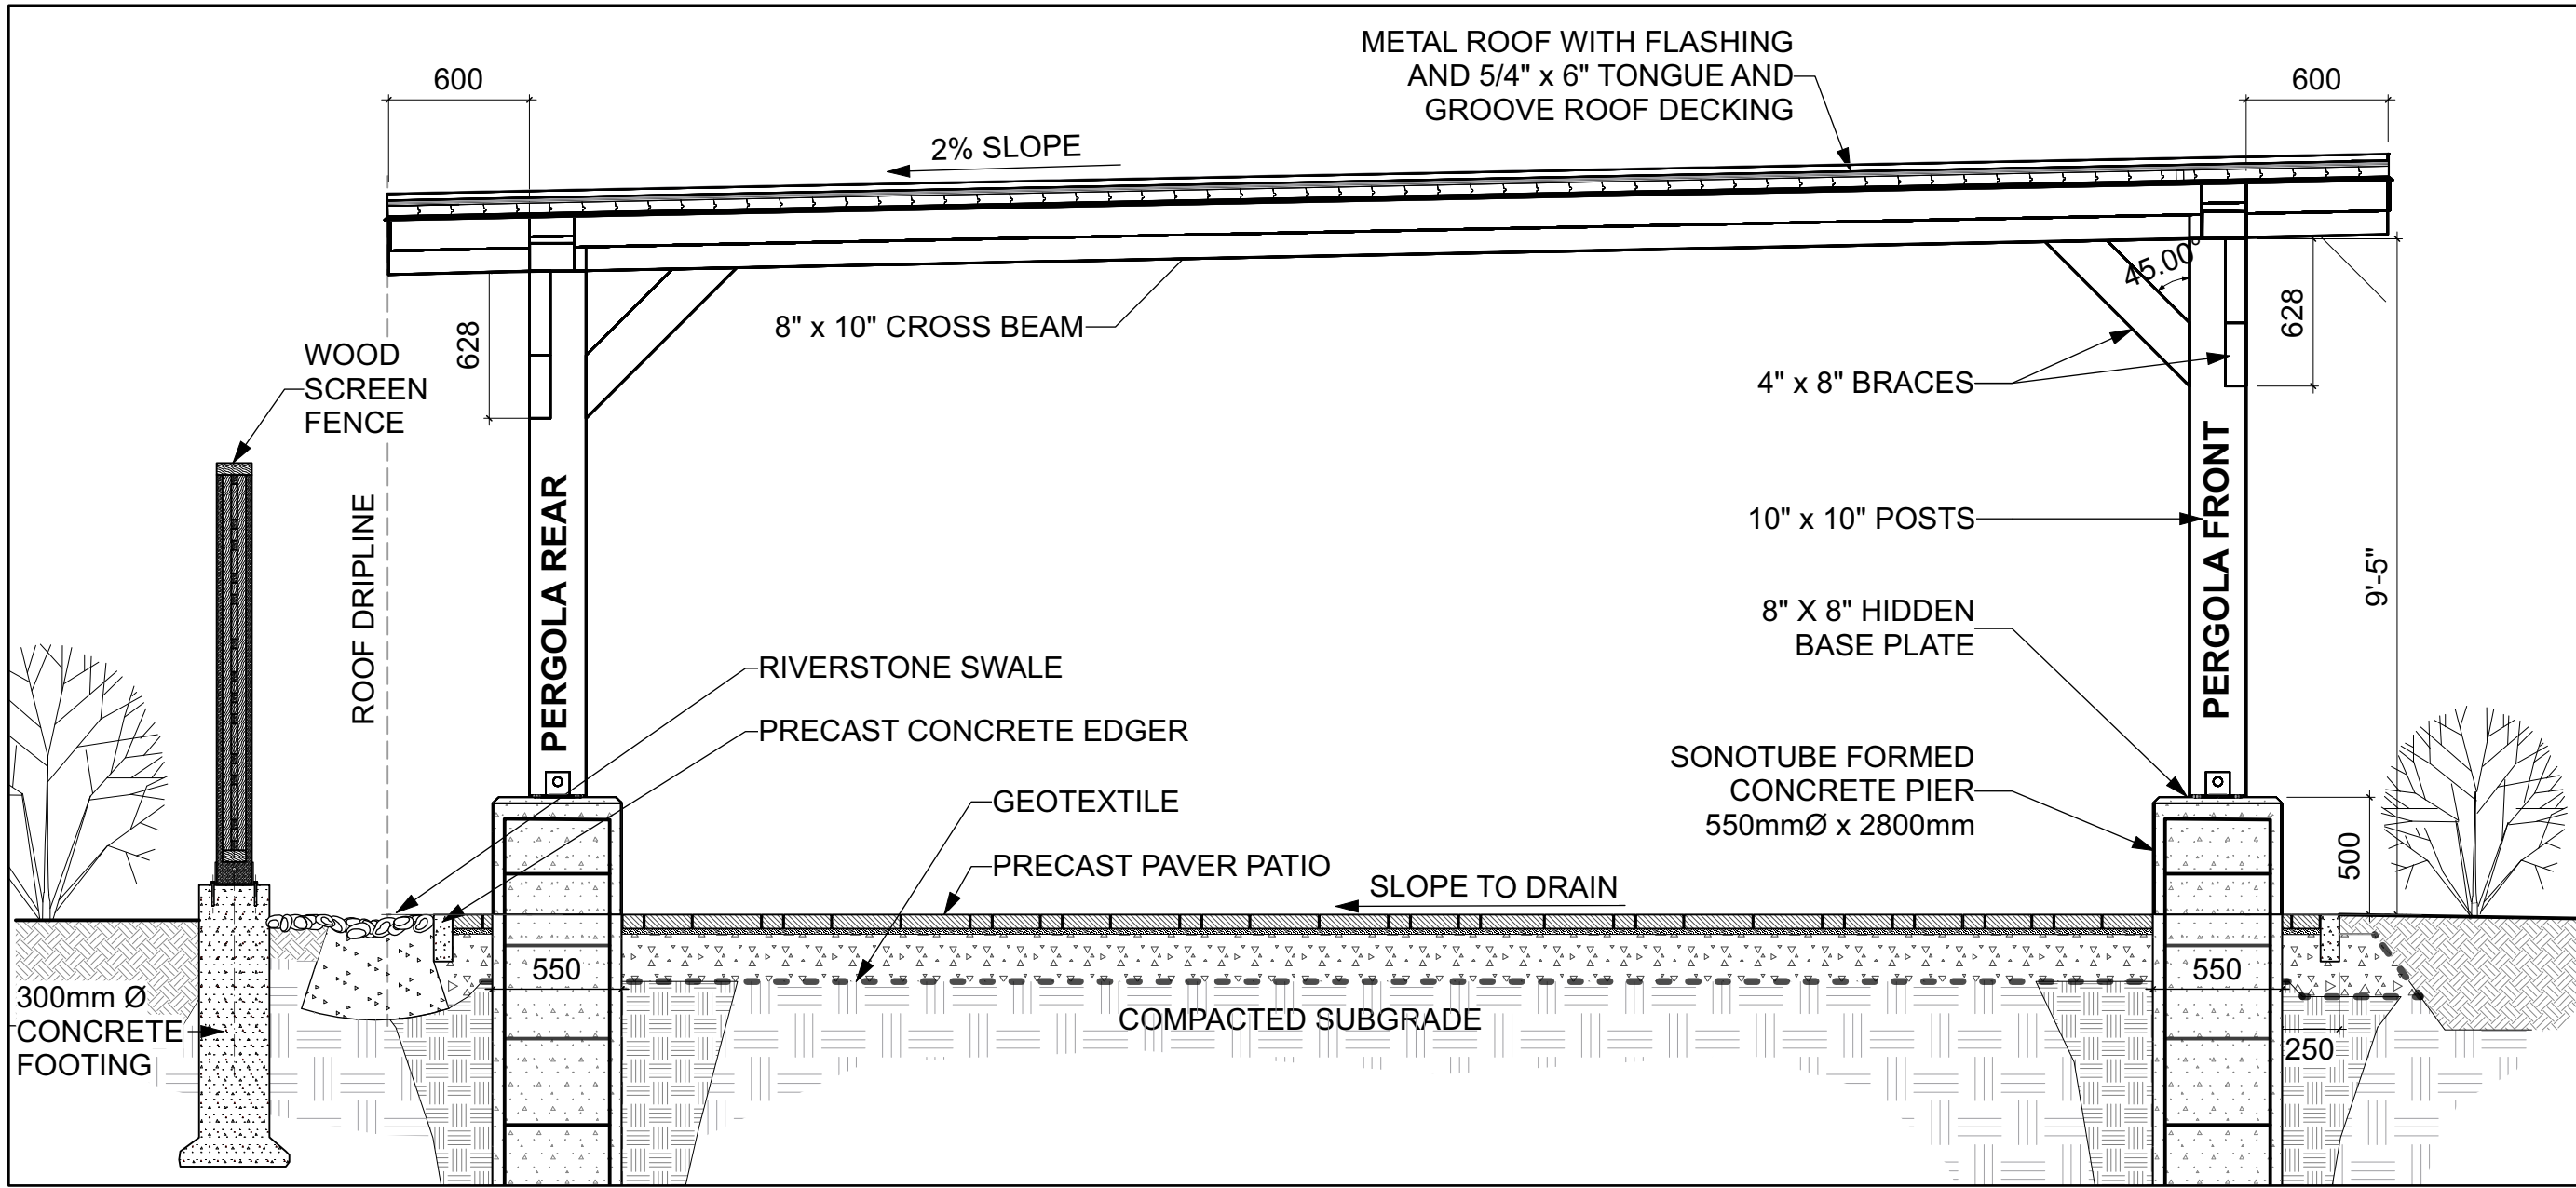 METAL ROOF WITH FLASHING
AND 5/4" x 6" TONGUE AND
GROOVE ROOF DECKING
600
600
2% SLOPE
45.00°
628
628
8" x 10" CROSS BEAM
WOOD
SCREEN
FENCE
4" x 8" BRACES
ROOF DRIPLINE
PERGOLA REAR
PERGOLA FRONT
10" x 10" POSTS
9'-5"
8" X 8" HIDDEN
BASE PLATE
RIVERSTONE SWALE
PRECAST CONCRETE EDGER
GEOTEXTILE
SONOTUBE FORMED
CONCRETE PIER
550mmØ x 2800mm
PRECAST PAVER PATIO
SLOPE TO DRAIN
500
550
550
300mm Ø
CONCRETE
FOOTING
COMPACTED SUBGRADE
250